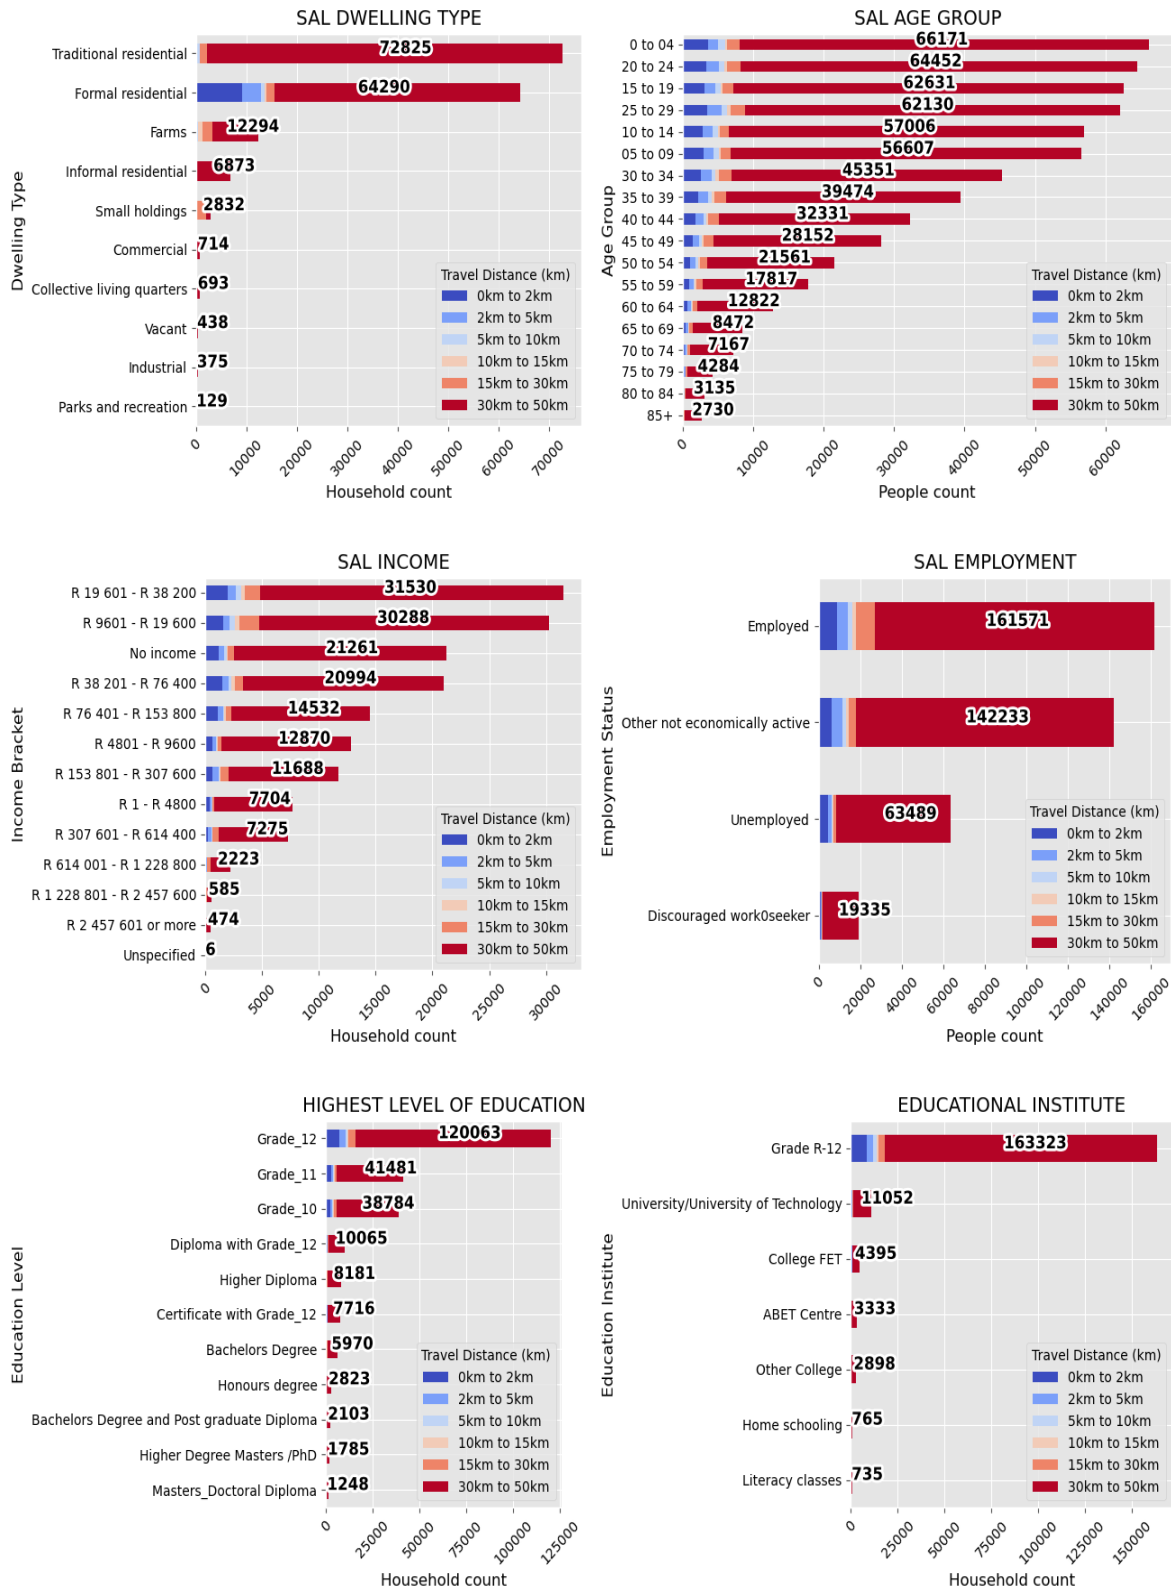 SAL DWELLING TYPE
Dwelling Type
Traditional residential 72825
Formal residential 64290
Farms 12294
Informal residential 6873
Small holdings 2832
Commercial 714
Collective living quarters 693
Vacant 438
Industrial 375
Parks and recreation 129
Travel Distance (km)
0km to 2km
2km to 5km
5km to 10km
10km to 15km
15km to 30km
30km to 50km
0 10000 20000 30000 40000 50000 60000 70000
Household count
SAL AGE GROUP
Age Group
0 to 04 66171
20 to 24 64452
15 to 19 62631
25 to 29 62130
10 to 14 57006
05 to 09 56607
30 to 34 45351
35 to 39 39474
40 to 44 32331
45 to 49 28152
50 to 54 21561
55 to 59 17817
60 to 64 12822
65 to 69 8472
70 to 74 7167
75 to 79 4284
80 to 84 3135
85+ 2730
Travel Distance (km)
0km to 2km
2km to 5km
5km to 10km
10km to 15km
15km to 30km
30km to 50km
0 10000 20000 30000 40000 50000 60000
People count
SAL INCOME
Income Bracket
R 19 601 - R 38 200 31530
R 9601 - R 19 600 30288
No income 21261
R 38 201 - R 76 400 20994
R 76 401 - R 153 800 14532
R 4801 - R 9600 12870
R 153 801 - R 307 600 11688
R 1 - R 4800 7704
R 307 601 - R 614 400 7275
R 614 001 - R 1 228 800 2223
R 1 228 801 - R 2 457 600 585
R 2 457 601 or more 474
Unspecified 6
Travel Distance (km)
0km to 2km
2km to 5km
5km to 10km
10km to 15km
15km to 30km
30km to 50km
0 5000 10000 15000 20000 25000 30000
Household count
SAL EMPLOYMENT
Employment Status
Employed 161571
Other not economically active 142233
Unemployed 63489
Discouraged work0seeker 19335
Travel Distance (km)
0km to 2km
2km to 5km
5km to 10km
10km to 15km
15km to 30km
30km to 50km
0 20000 40000 60000 80000 100000 120000 140000 160000
People count
HIGHEST LEVEL OF EDUCATION
Education Level
Grade_12 120063
Grade_11 41481
Grade_10 38784
Diploma with Grade_12 10065
Higher Diploma 8181
Certificate with Grade_12 7716
Bachelors Degree 5970
Honours degree 2823
Bachelors Degree and Post graduate Diploma 2103
Higher Degree Masters /PhD 1785
Masters_Doctoral Diploma 1248
Travel Distance (km)
0km to 2km
2km to 5km
5km to 10km
10km to 15km
15km to 30km
30km to 50km
0 25000 50000 75000 100000 125000
Household count
EDUCATIONAL INSTITUTE
Education Institute
Grade R-12 163323
University/University of Technology 11052
College FET 4395
ABET Centre 3333
Other College 2898
Home schooling 765
Literacy classes 735
Travel Distance (km)
0km to 2km
2km to 5km
5km to 10km
10km to 15km
15km to 30km
30km to 50km
0 25000 50000 75000 100000 125000 150000
Household count